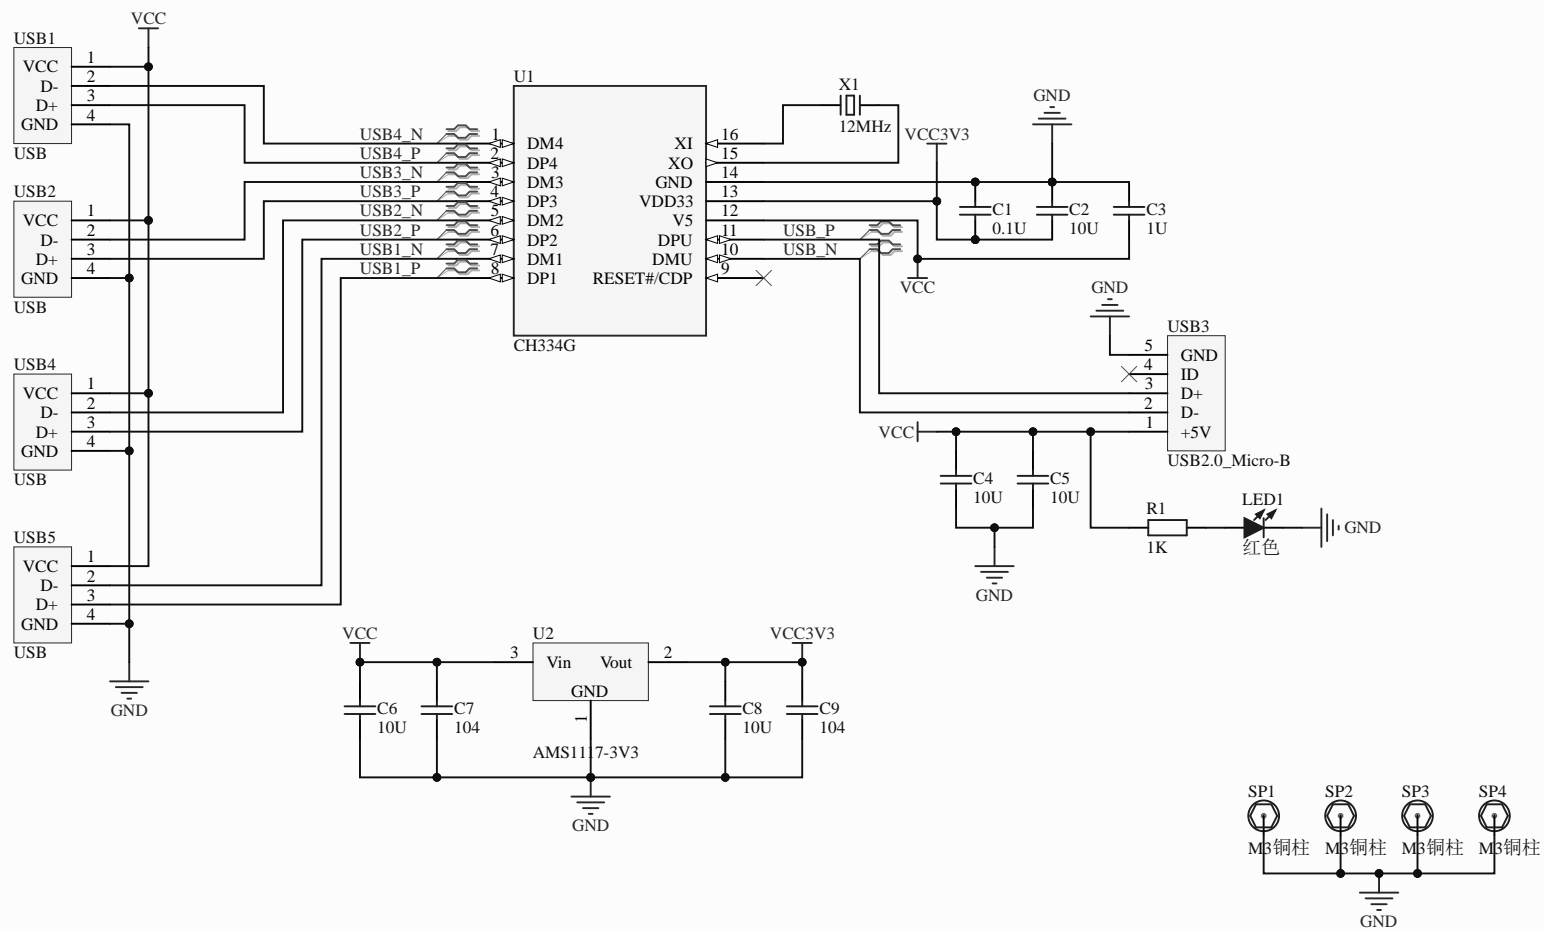 VCC
USB1
VCC 1
D- 2
D+ 3
GND 4
USB
USB2
VCC 1
D- 2
D+ 3
GND 4
USB
USB4
VCC 1
D- 2
D+ 3
GND 4
USB
USB5
VCC 1
D- 2
D+ 3
GND 4
USB
GND
U1
USB4_N 1 DM4
USB4_P 2 DP4
USB3_N 3 DM3
USB3_P 4 DP3
USB2_N 5 DM2
USB2_P 6 DP2
USB1_N 7 DM1
USB1_P 8 DP1
XI 16
XO 15
GND 14
VDD33 13
V5 12
DPU 11 USB_P
DMU 10 USB_N
RESET#/CDP 9
CH334G
X1
12MHz
VCC3V3
GND
C1
0.1U
C2
10U
C3
1U
VCC
GND
USB3
5 GND
4 ID
3 D+
2 D-
1 +5V
USB2.0_Micro-B
VCC
C4
10U
C5
10U
GND
R1
1K
LED1
红色
GND
VCC
U2
VCC3V3
3 Vin Vout 2
GND
1
AMS1117-3V3
C6
10U
C7
104
C8
10U
C9
104
GND
SP1 SP2 SP3 SP4
M3铜柱 M3铜柱 M3铜柱 M3铜柱
GND